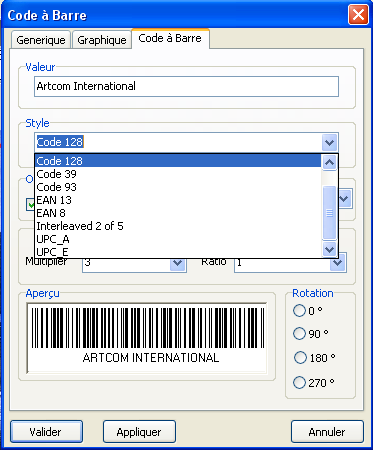 Code à Barre
Generique Graphique Code à Barre
Valeur
Artcom International
Style
Code 128
Code 128
Code 39
Code 93
EAN 13
EAN 8
Interleaved 2 of 5
UPC_A
UPC_E
Multiplier 3 Ratio 1
Aperçu
ARTCOM INTERNATIONAL
Rotation
0 °
90 °
180 °
270 °
Valider Appliquer Annuler